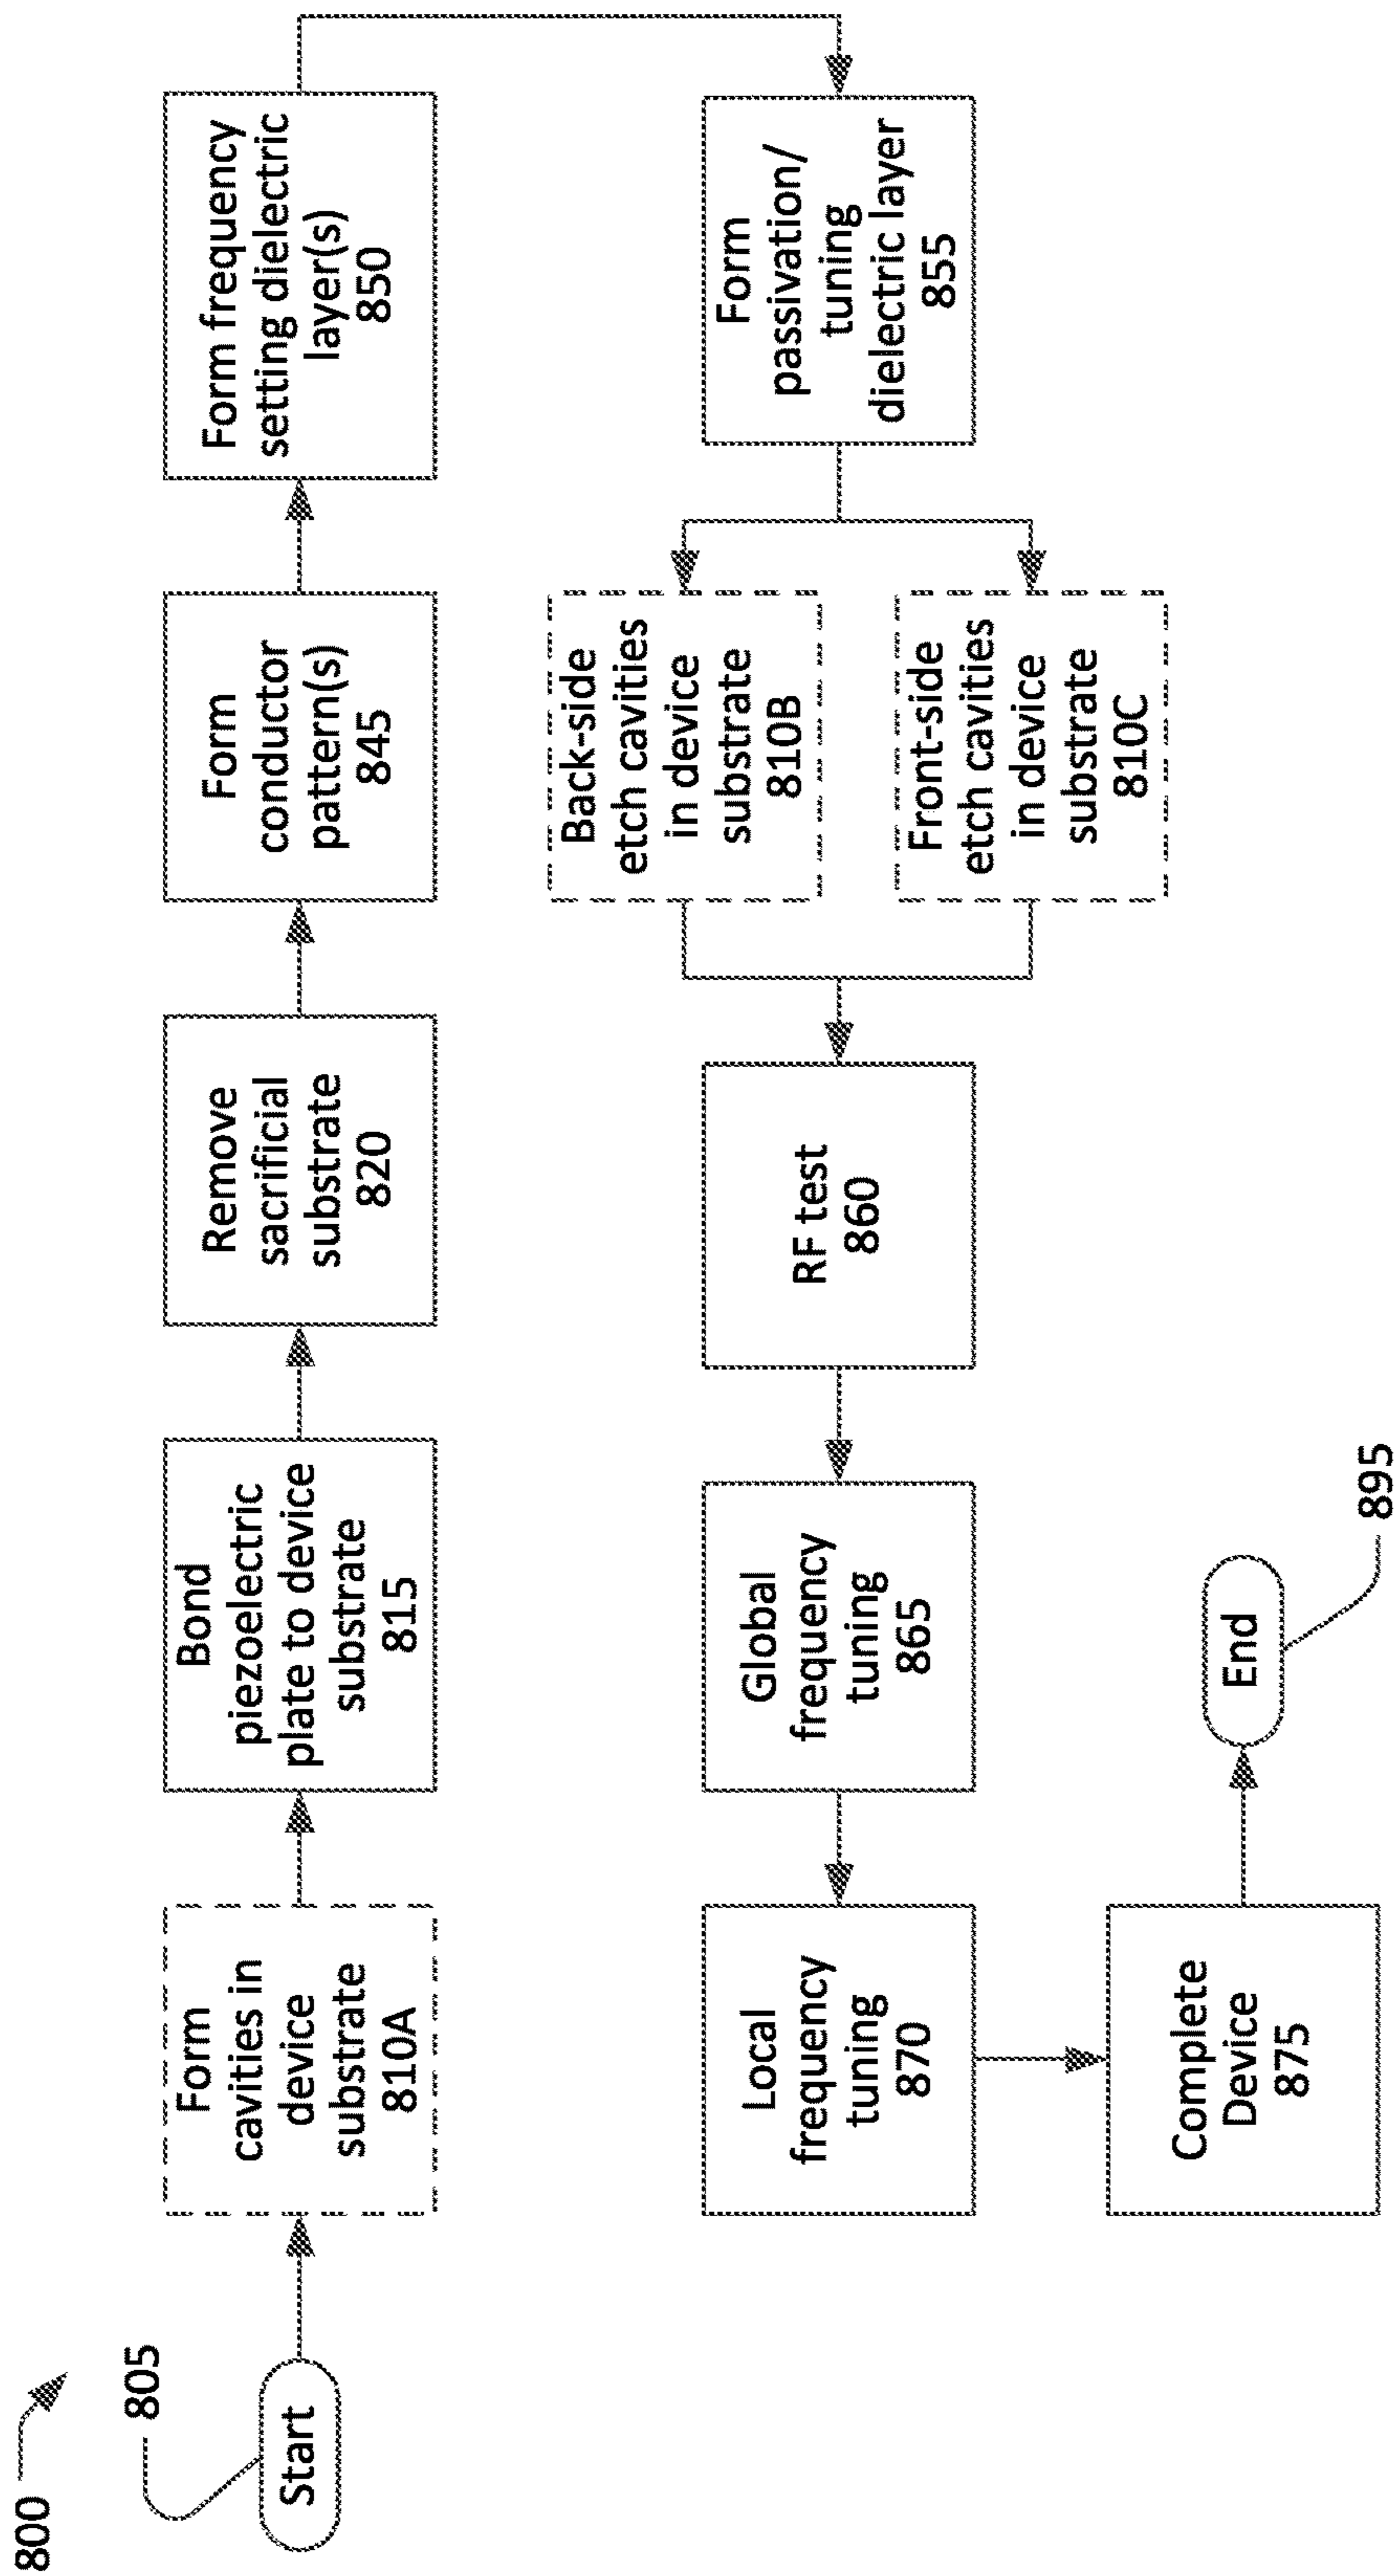 800
805
Start
Form
cavities in
device
substrate
810A
Bond
piezoelectric
plate to device
substrate
815
Remove
sacrificial
substrate
820
Form
conductor
pattern(s)
845
Form frequency
setting dielectric
layer(s)
850
Form
passivation/
tuning
dielectric layer
855
Back-side
etch cavities
in device
substrate
810B
Front-side
etch cavities
in device
substrate
810C
RF test
860
Global
frequency
tuning
865
Local
frequency
tuning
870
Complete
Device
875
End
895